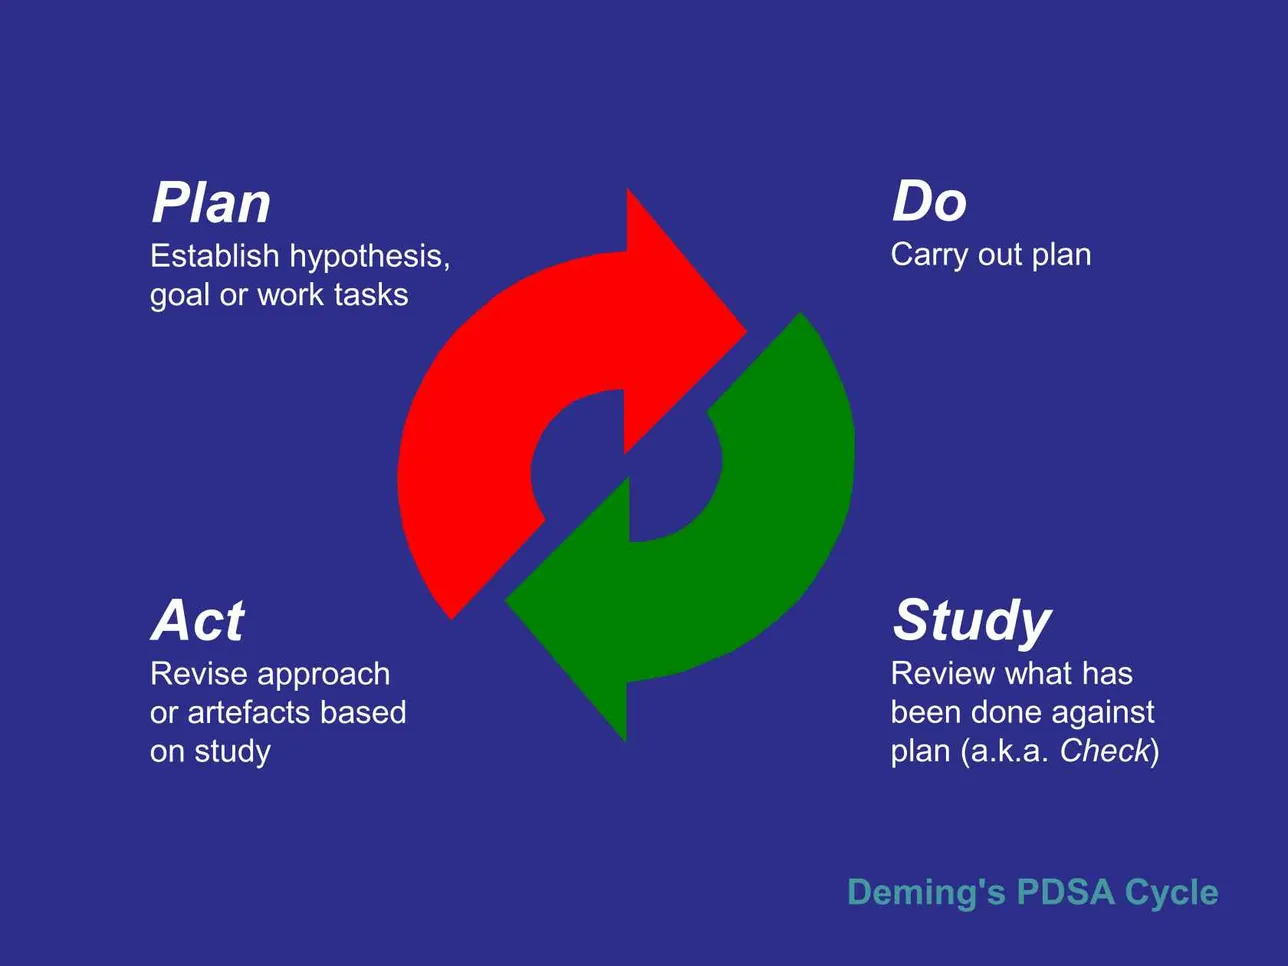 Plan
Establish hypothesis,
goal or work tasks
Do
Carry out plan
Act
Revise approach
or artefacts based
on study
Study
Review what has
been done against
plan (a.k.a. Check)
Deming's PDSA Cycle